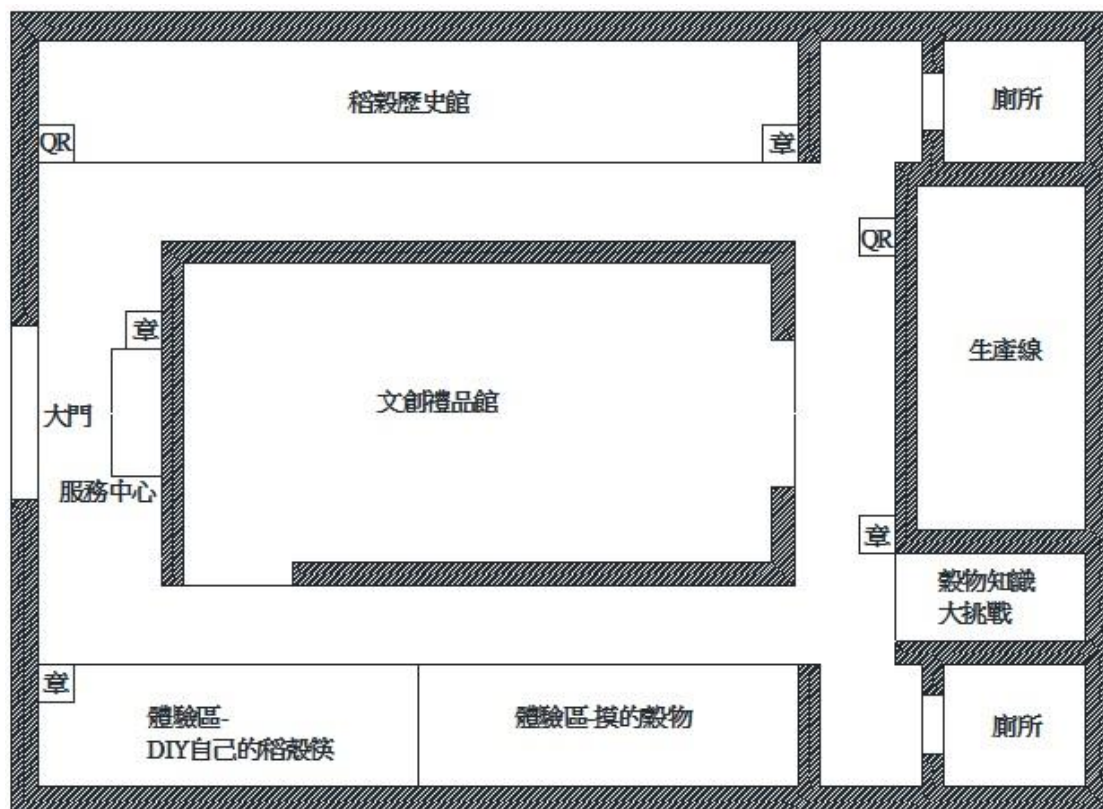 稻穀歷史館
廁所
QR
章
QR
章
生產線
文創禮品館
大門
服務中心
章
穀物知識
大挑戰
章
體驗區-
DIY自己的稻殼筷
體驗區-摸的穀物
廁所